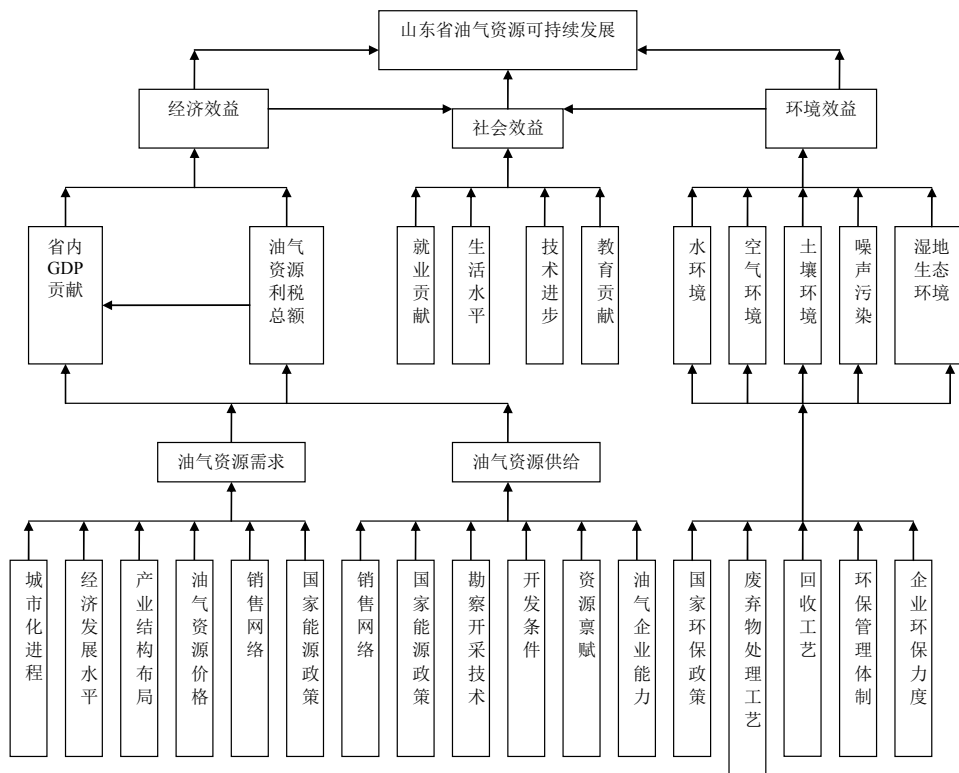 山东省油气资源可持续发展
经济效益
社会效益
环境效益
省内
GDP
贡献
油气
资源
利税
总额
就业贡献
生活水平
技术进步
教育贡献
水环境
空气环境
土壤环境
噪声污染
湿地
生态
环境
油气资源需求
油气资源供给
城市化进程
经济发展水平
产业结构布局
油气资源价格
销售网络
国家能源政策
销售网络
国家能源政策
勘察开采技术
开发条件
资源禀赋
油气企业能力
国家环保政策
废弃物处理工艺
回收工艺
环保管理体制
企业环保力度